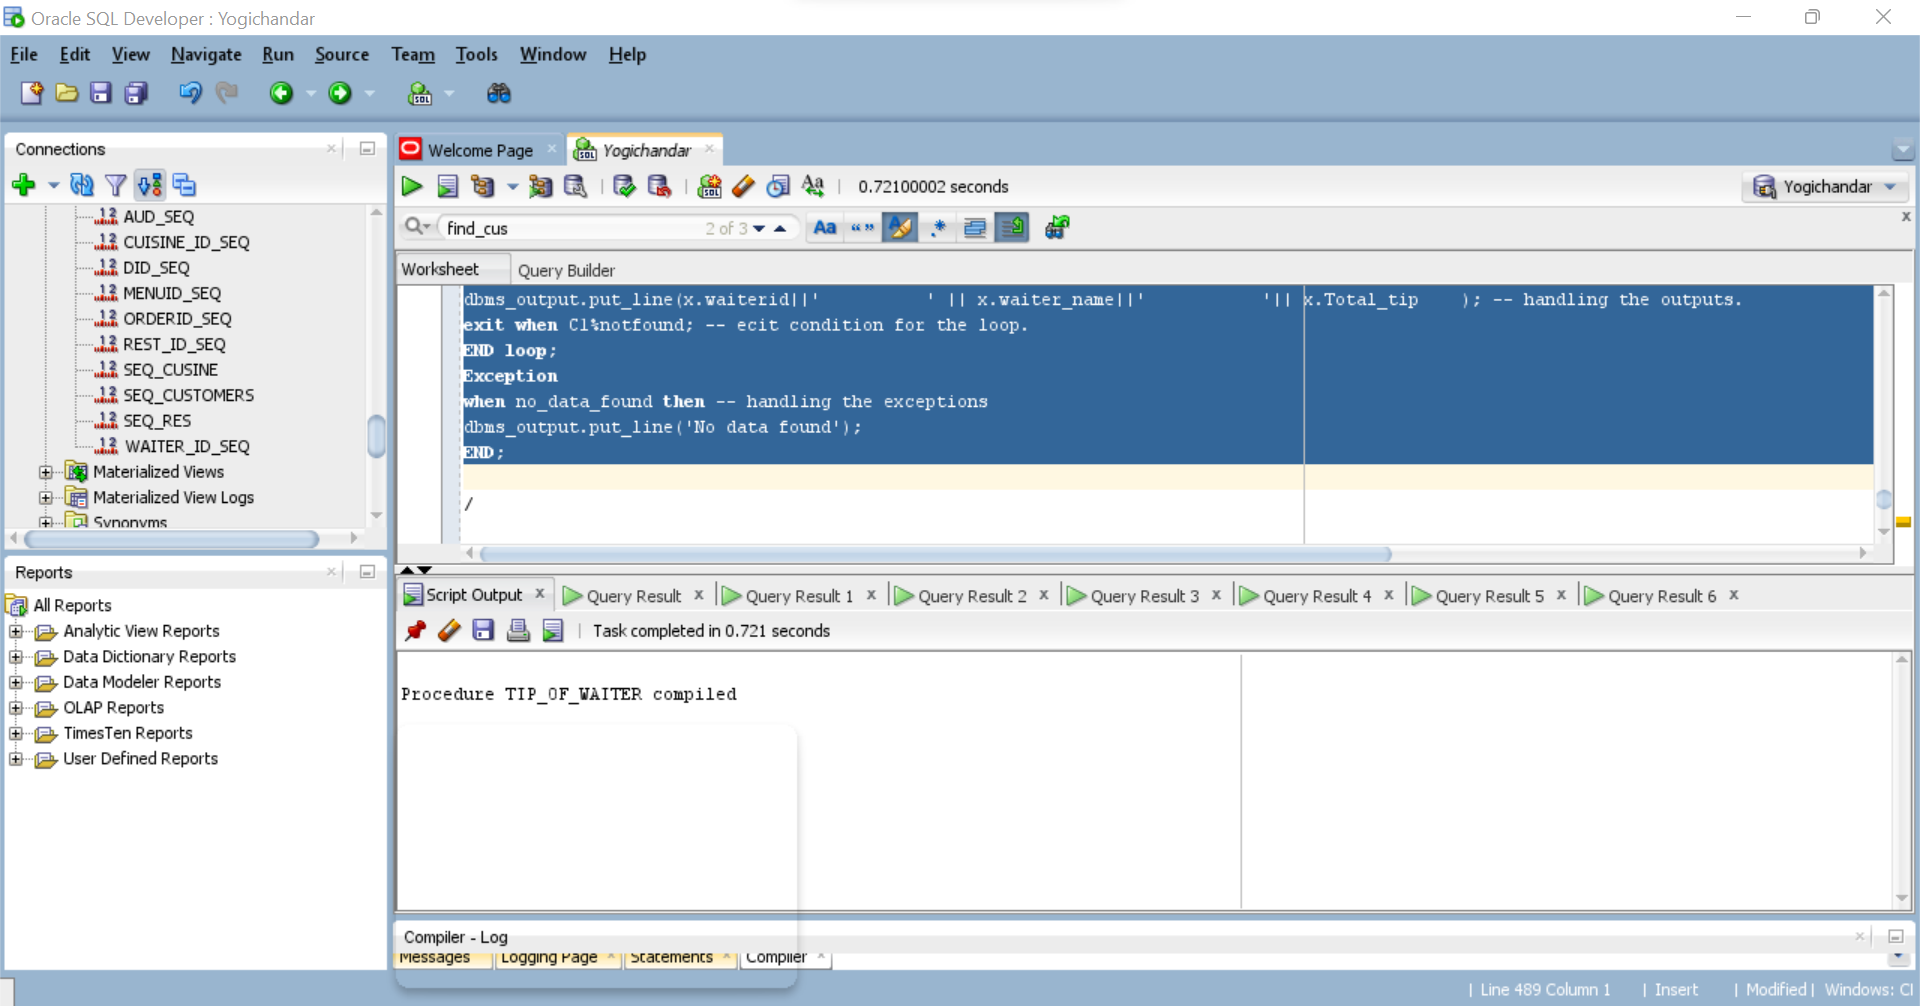 Oracle SQL Developer : Yogichandar
File Edit View Navigate Run Source Team Tools Window Help
Connections
AUD_SEQ
CUISINE_ID_SEQ
DID_SEQ
MENUID_SEQ
ORDERID_SEQ
REST_ID_SEQ
SEQ_CUSINE
SEQ_CUSTOMERS
SEQ_RES
WAITER_ID_SEQ
Materialized Views
Materialized View Logs
Synonyms
Reports
All Reports
Analytic View Reports
Data Dictionary Reports
Data Modeler Reports
OLAP Reports
TimesTen Reports
User Defined Reports
Welcome Page Yogichandar
0.72100002 seconds Yogichandar
find_cus 2 of 3 Aa
Worksheet Query Builder
dbms_output.put_line(x.waiterid||' ' || x.waiter_name||' '|| x.Total_tip ); -- handling the outputs.
exit when C1%notfound; -- ecit condition for the loop.
END loop;
Exception
when no_data_found then -- handling the exceptions
dbms_output.put_line('No data found');
END;
/
Script Output Query Result Query Result 1 Query Result 2 Query Result 3 Query Result 4 Query Result 5 Query Result 6
Task completed in 0.721 seconds
Procedure TIP_OF_WAITER compiled
Compiler - Log
Messages Logging Page Statements Compiler
Line 489 Column 1 | Insert | Modified | Windows: Cl